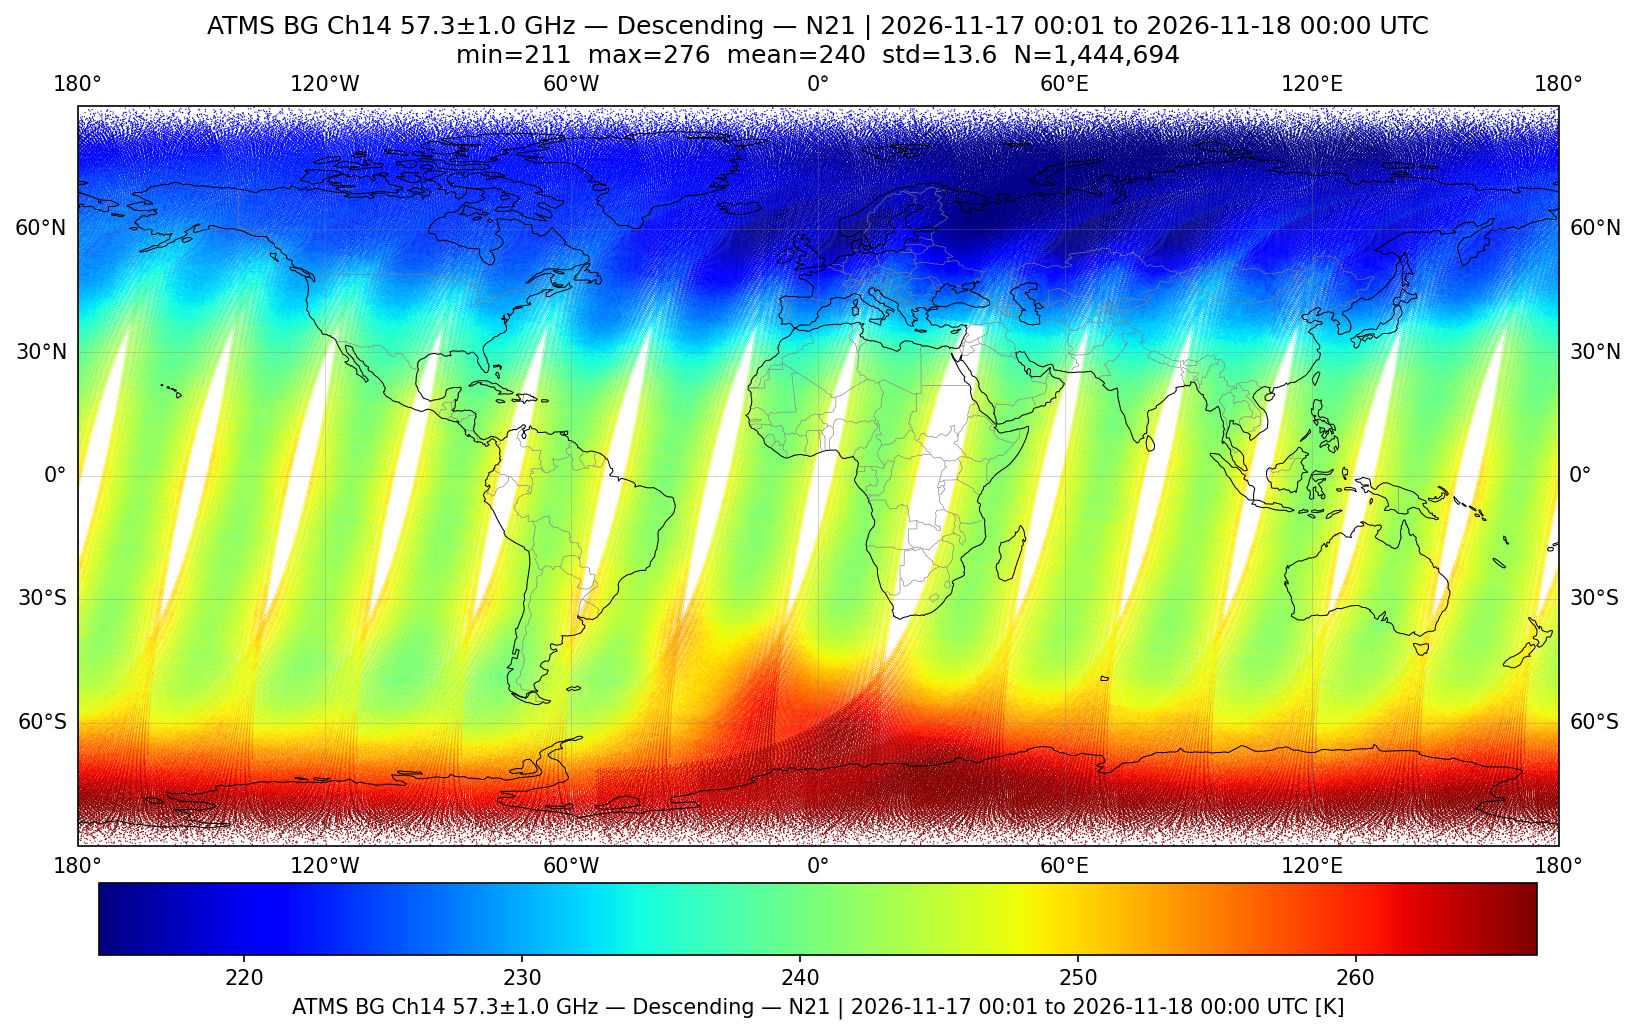 ATMS BG Ch14 57.3±1.0 GHz — Descending — N21 | 2026-11-17 00:01 to 2026-11-18 00:00 UTC
min=211 max=276 mean=240 std=13.6 N=1,444,694
180° 120°W 60°W 0° 60°E 120°E 180°
60°N 60°N
30°N 30°N
0° 0°
30°S 30°S
60°S 60°S
180° 120°W 60°W 0° 60°E 120°E 180°
220 230 240 250 260
ATMS BG Ch14 57.3±1.0 GHz — Descending — N21 | 2026-11-17 00:01 to 2026-11-18 00:00 UTC [K]